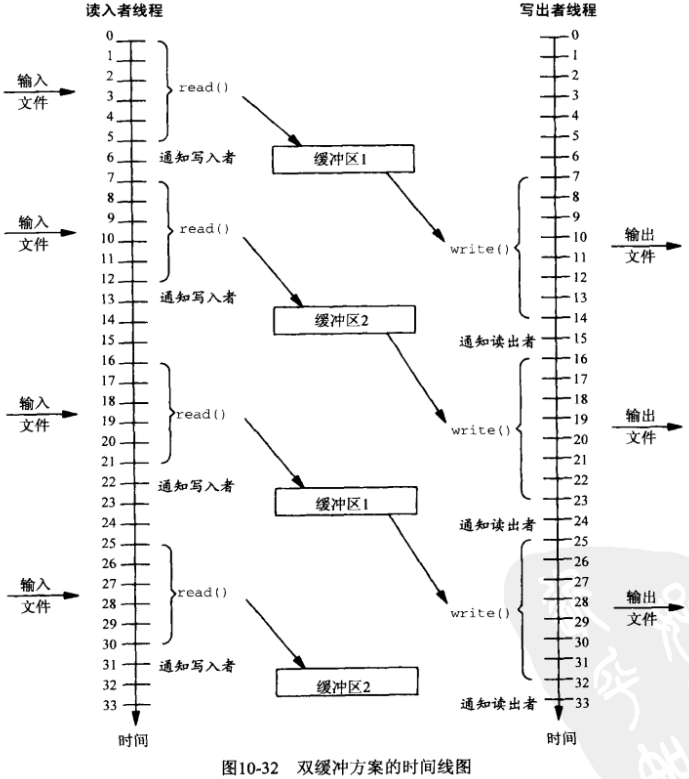 读入者线程
写出者线程
0
0
1
1
输入
2
read()
2
文件
3
3
4
4
5
5
6
通知写入者
缓冲区1
6
7
7
8
8
输入
9
read()
9
文件
10
write()
10
输出
11
11
文件
12
12
13
通知写入者
13
14
缓冲区2
14
15
通知读出者
15
16
16
17
17
输入
18
18
文件
19
read()
19
输出
20
write()
20
文件
21
21
22
通知写入者
22
23
缓冲区1
23
24
通知读出者
24
25
25
26
26
输入
27
read()
27
文件
28
28
输出
29
write()
29
文件
30
30
31
通知写入者
31
32
缓冲区2
32
33
通知读出者
33
时间
时间
图10-32 双缓冲方案的时间线图